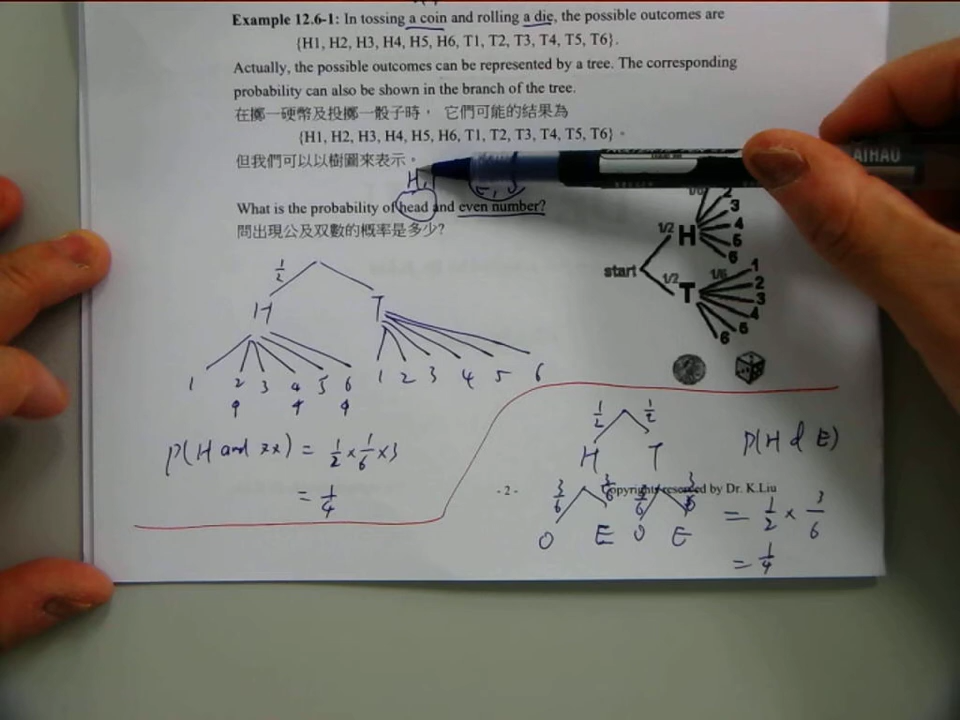 Example 12.6-1: In tossing a coin and rolling a die, the possible outcomes are
{H1, H2, H3, H4, H5, H6, T1, T2, T3, T4, T5, T6}.
Actually, the possible outcomes can be represented by a tree. The corresponding
probability can also be shown in the branch of the tree.
在擲一硬幣及投擲一骰子時， 它們可能的結果為
{H1, H2, H3, H4, H5, H6, T1, T2, T3, T4, T5, T6}。
但我們可以以樹圖來表示。
AIHAO
H,
What is the probability of head and even number?
問出現公及双數的概率是多少?
2
3
4
5
6
1/2 H
start
1/2 T 1/6
1
2
3
4
5
6
1/2
H T
1 2 3 4 5 6 1 2 3 4 5 6
P(H and 双) = 1/2 × 1/6 × 3
= 1/4
1/2 1/2
H T
3/6 3/6 3/6 3/6
O E O E
P(H & E)
= 1/2 × 3/6
= 1/4
- 2 - Copyrights reserved by Dr. K.Liu